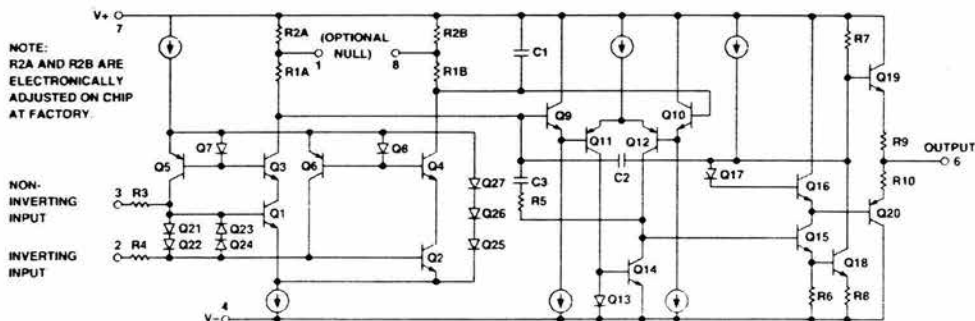 V+
7
NOTE:
R2A AND R2B ARE
ELECTRONICALLY
ADJUSTED ON CHIP
AT FACTORY.
R2A
(OPTIONAL
NULL)
1
8
R2B
R1A
R1B
C1
R7
Q19
Q9
Q11
Q12
Q10
R9
OUTPUT
6
R10
Q5
Q7
Q3
Q6
Q8
Q4
Q27
C3
C2
Q17
Q16
Q20
NON-
INVERTING
INPUT
3
R3
Q1
Q21
Q22
Q23
Q24
R5
Q26
Q25
Q15
INVERTING
INPUT
2
R4
Q2
Q14
Q18
Q13
R6
R8
V–
4